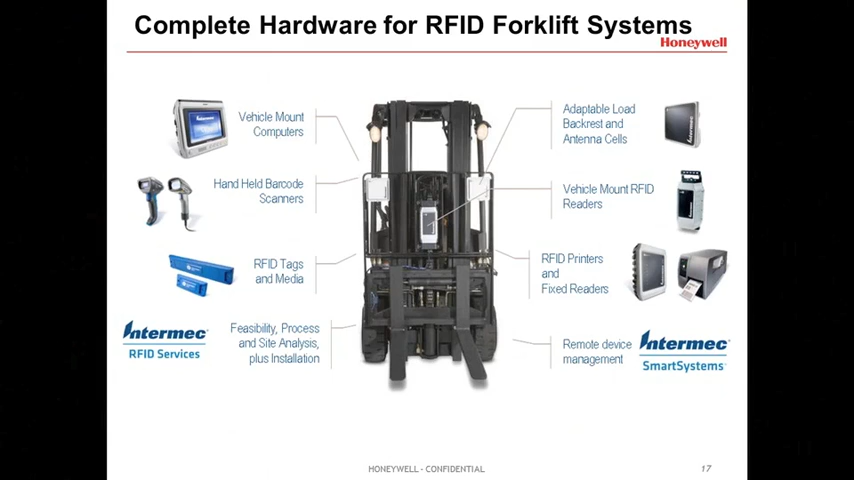 Complete Hardware for RFID Forklift Systems
Honeywell
Vehicle Mount
Computers
Adaptable Load
Backrest and
Antenna Cells
Hand Held Barcode
Scanners
Vehicle Mount RFID
Readers
RFID Tags
and Media
RFID Printers
and
Fixed Readers
Intermec
RFID Services
Feasibility, Process
and Site Analysis,
plus Installation
Remote device
management
Intermec
SmartSystems
HONEYWELL - CONFIDENTIAL
17